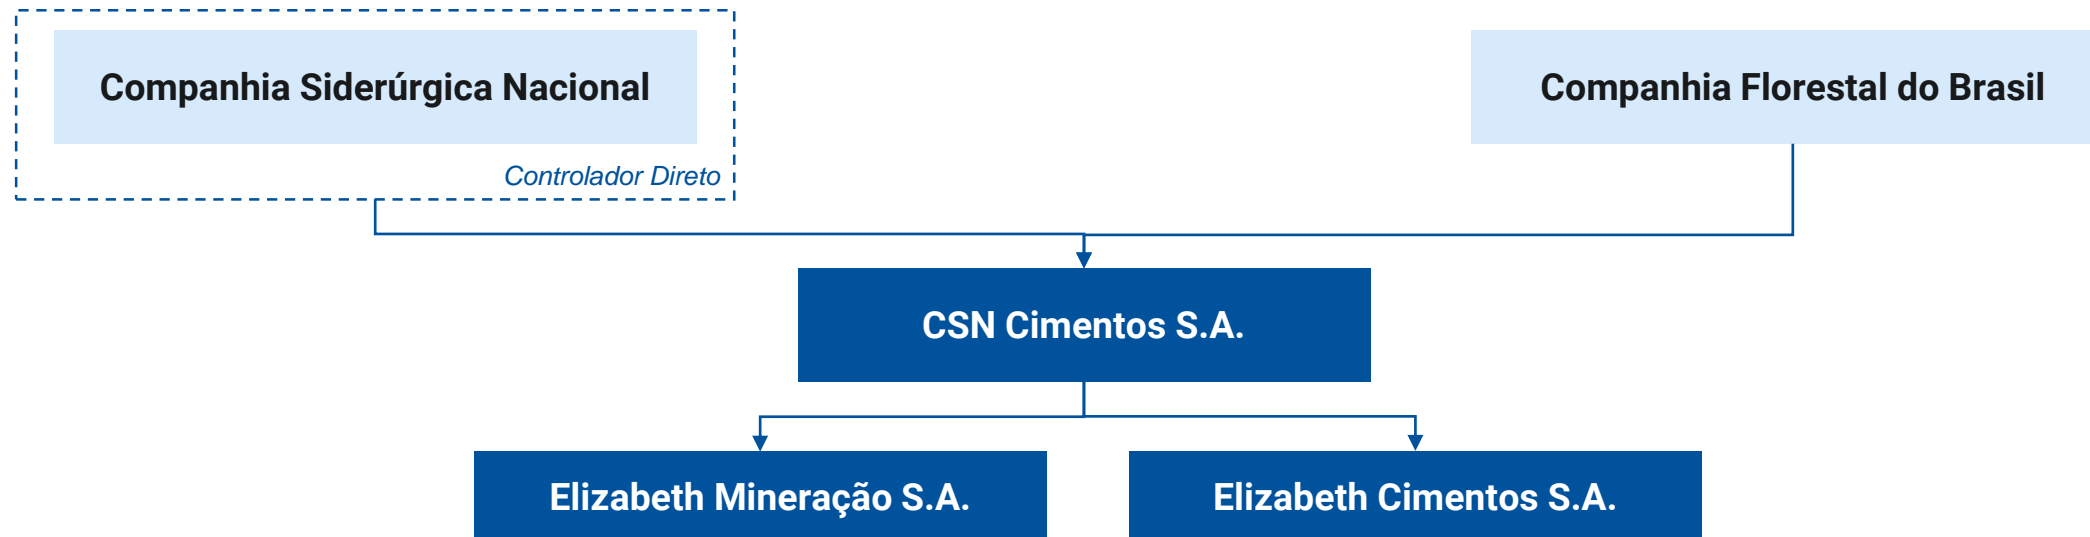 Companhia Siderúrgica Nacional
Companhia Florestal do Brasil
Controlador Direto
CSN Cimentos S.A.
Elizabeth Mineração S.A.
Elizabeth Cimentos S.A.